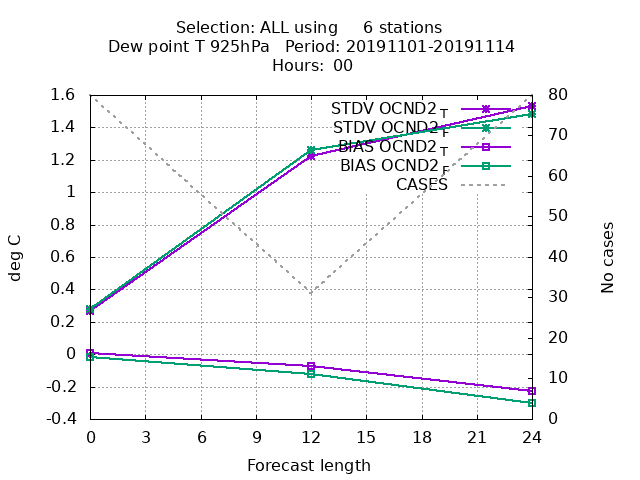 Selection: ALL using     6 stations
Dew point T 925hPa   Period: 20191101-20191114
Hours:  00
1.6
1.4
1.2
1
0.8
0.6
0.4
0.2
0
-0.2
-0.4
deg C
STDV OCND2_T
STDV OCND2_F
BIAS OCND2_T
BIAS OCND2_F
CASES
80
70
60
50
40
30
20
10
0
No cases
0 3 6 9 12 15 18 21 24
Forecast length